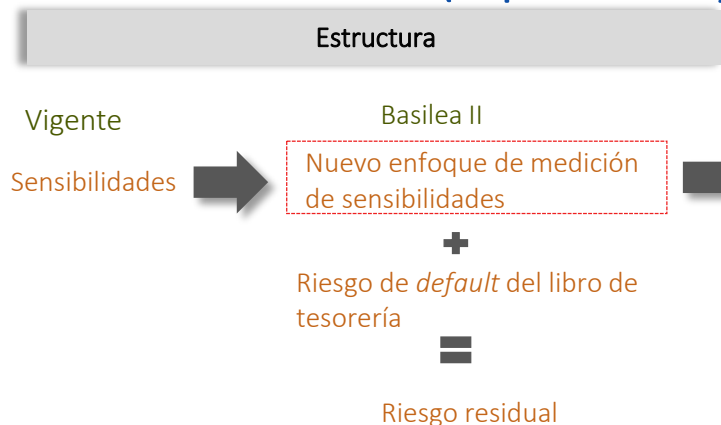 Estructura
Vigente
Basilea II
Sensibilidades
Nuevo enfoque de medición
de sensibilidades
Riesgo de default del libro de
tesorería
Riesgo residual